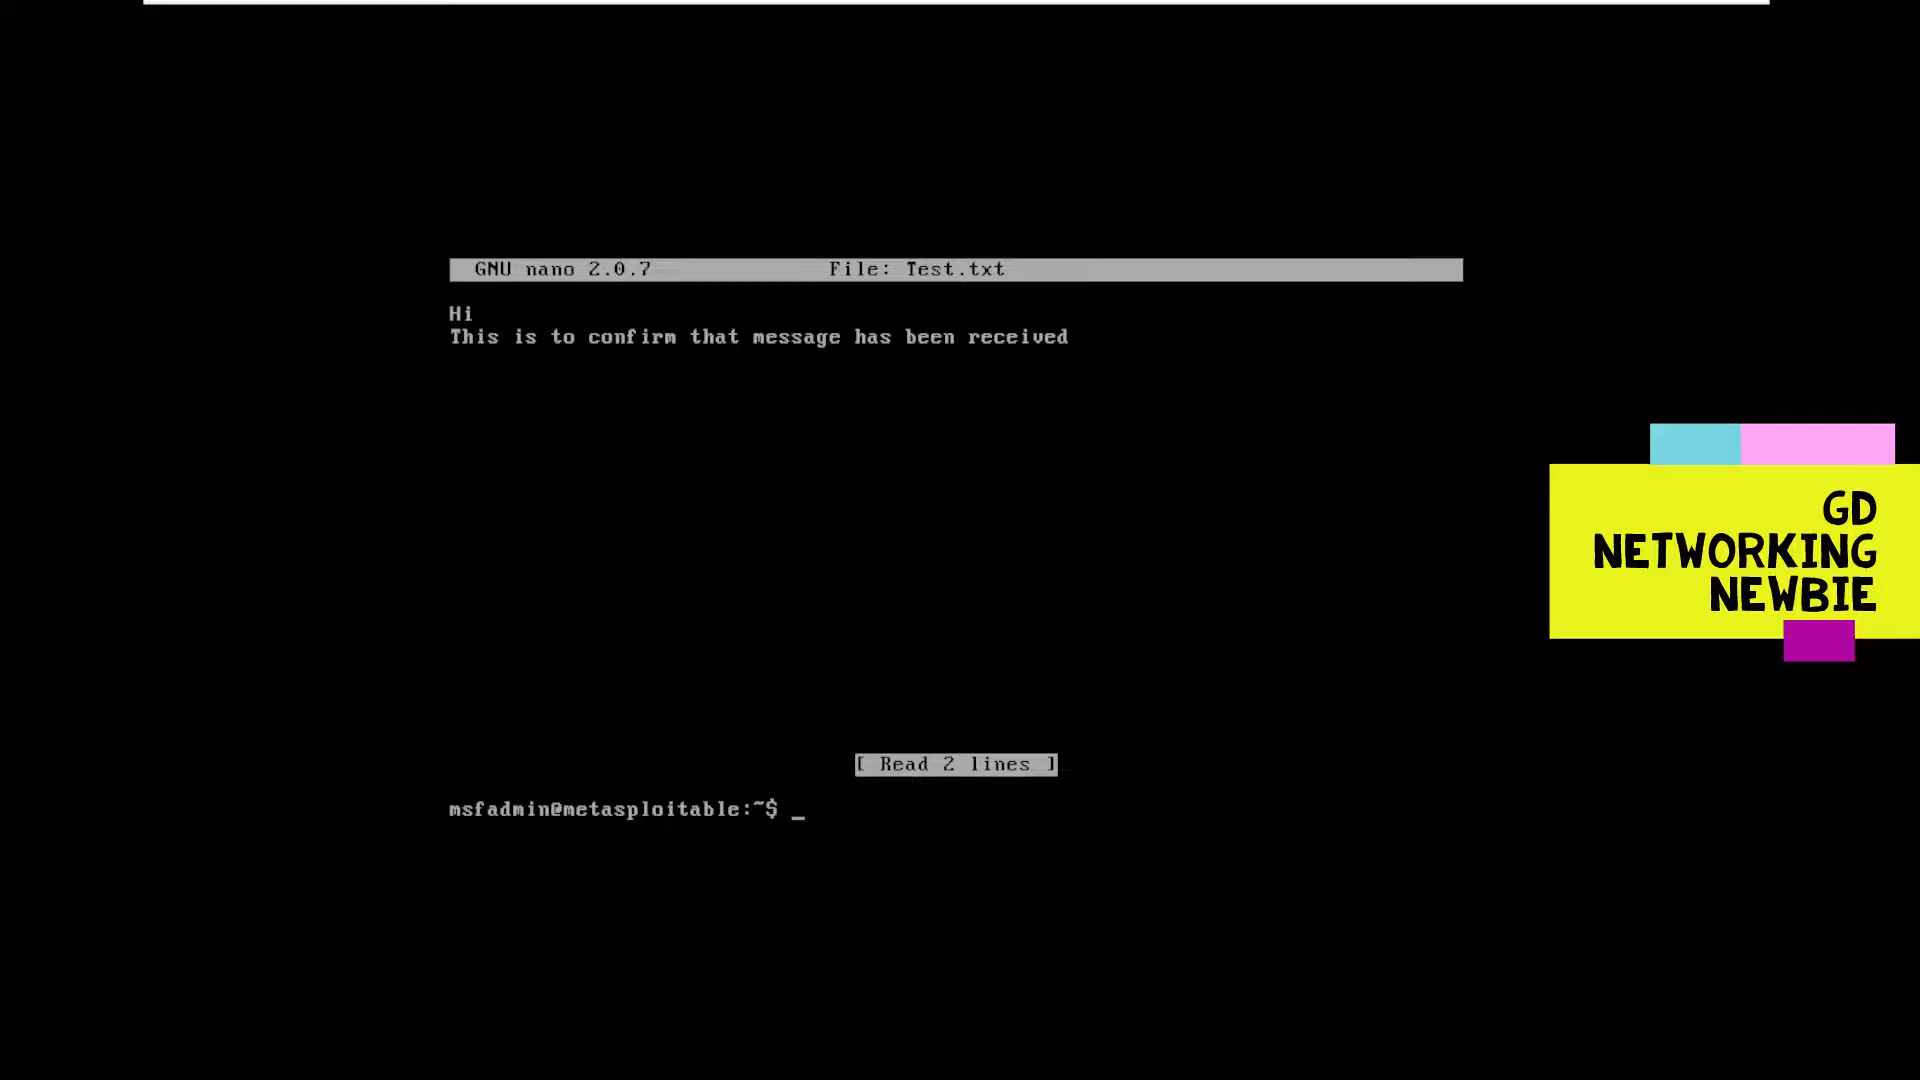 GNU nano 2.0.7 File: Test.txt
Hi
This is to confirm that message has been received
[ Read 2 lines ]
msfadmin@metasploitable:~$ _
GD
NETWORKING
NEWBIE